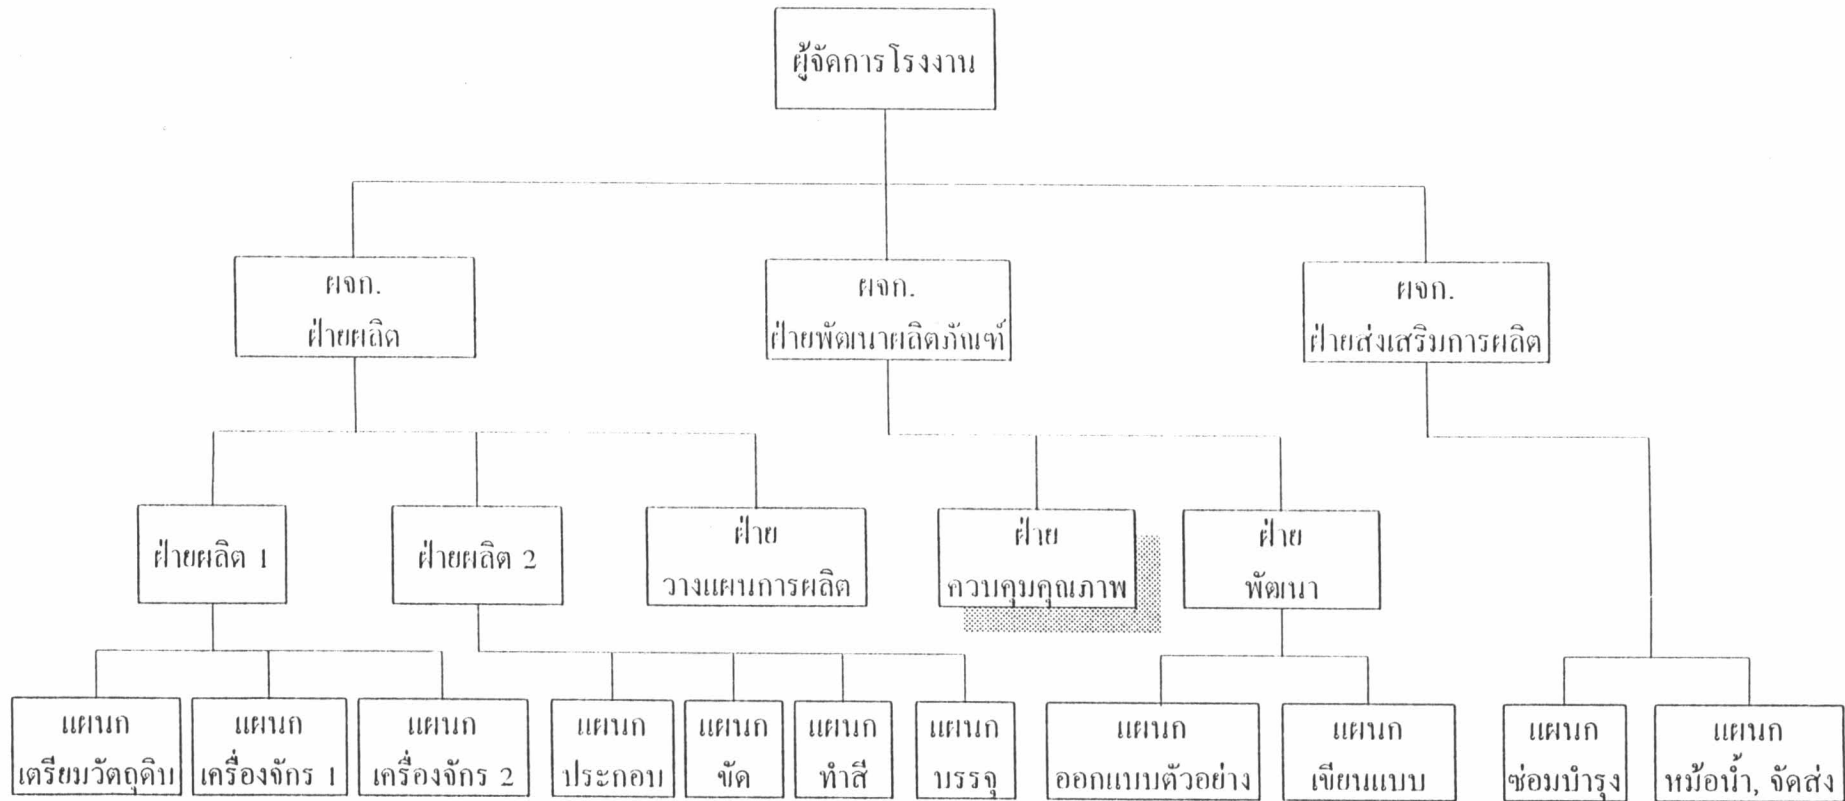 ผู้จัดการโรงงาน
ผจก.
ฝ่ายผลิต
ผจก.
ฝ่ายพัฒนาผลิตภัณฑ์
ผจก.
ฝ่ายส่งเสริมการผลิต
ฝ่ายผลิต 1
ฝ่ายผลิต 2
ฝ่าย
วางแผนการผลิต
ฝ่าย
ควบคุมคุณภาพ
ฝ่าย
พัฒนา
แผนก
เตรียมวัตถุดิบ
แผนก
เครื่องจักร 1
แผนก
เครื่องจักร 2
แผนก
ประกอบ
แผนก
ขัด
แผนก
ทำสี
แผนก
บรรจุ
แผนก
ออกแบบตัวอย่าง
แผนก
เขียนแบบ
แผนก
ซ่อมบำรุง
แผนก
หม้อน้ำ, จัดส่ง